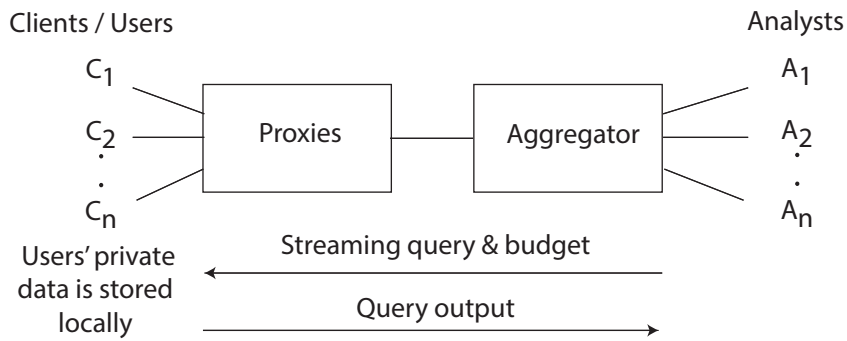 Clients / Users
Analysts
C1
A1
C2
Proxies
Aggregator
A2
.
.
.
.
Cn
An
Users' private
data is stored
locally
Streaming query & budget
Query output